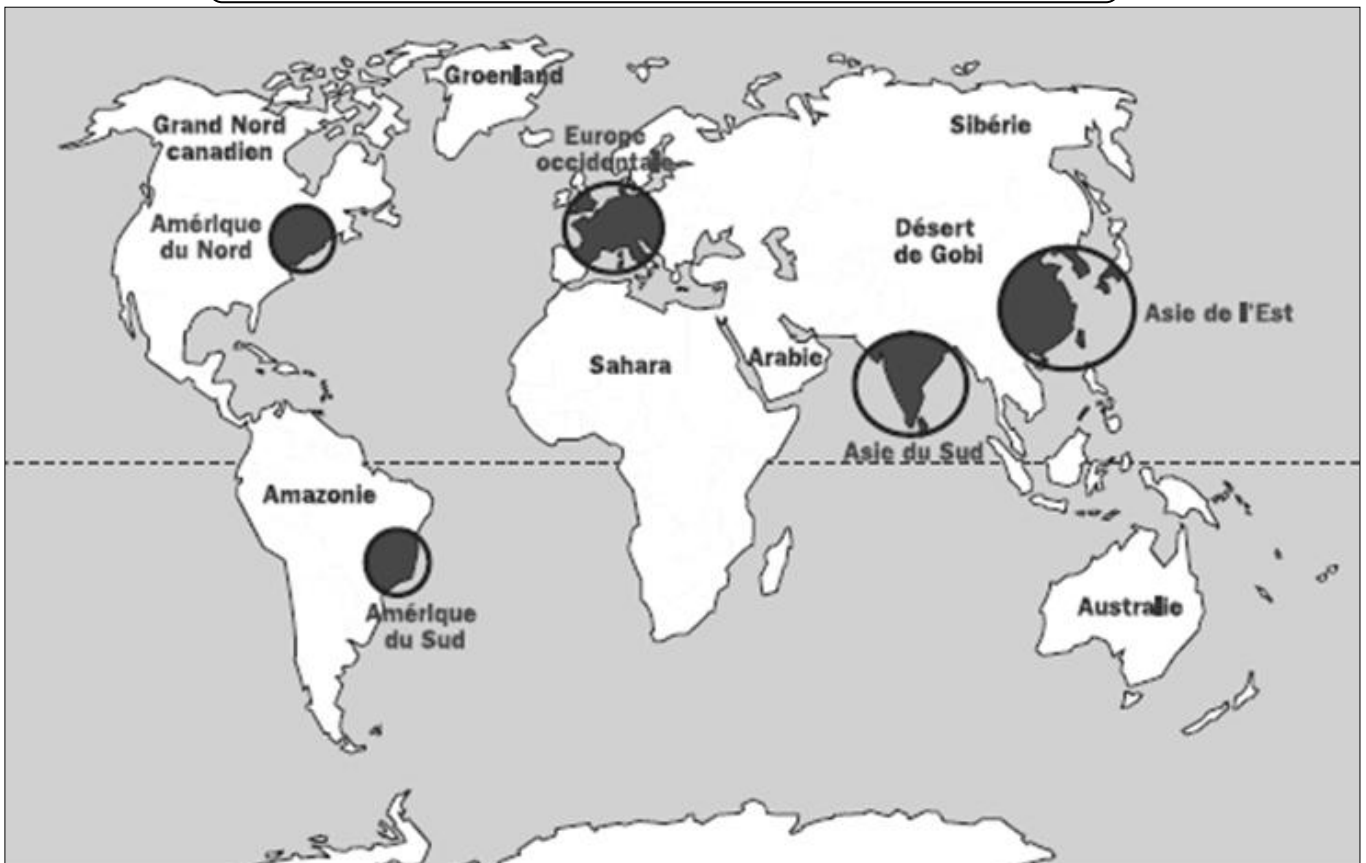 Groenland
Grand Nord
canadien
Europe
occidentale
Sibérie
Amérique
du Nord
Désert
de Gobi
Asie de l'Est
Sahara
Arabie
Asie du Sud
Amazonie
Amérique
du Sud
Australie